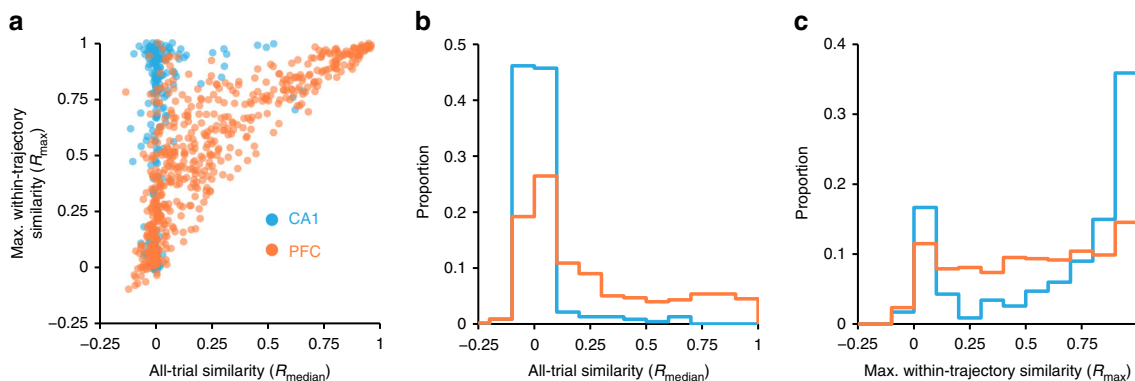 a
Max. within-trajectory
similarity (Rmax)
1
0.75
0.5
0.25
0
−0.25
CA1
PFC
−0.25 0 0.25 0.5 0.75 1
All-trial similarity (Rmedian)
b
Proportion
0.5
0.4
0.3
0.2
0.1
0
−0.25 0 0.25 0.5 0.75 1
All-trial similarity (Rmedian)
c
Proportion
0.4
0.3
0.2
0.1
0
−0.25 0 0.25 0.5 0.75 1
Max. within-trajectory similarity (Rmax)